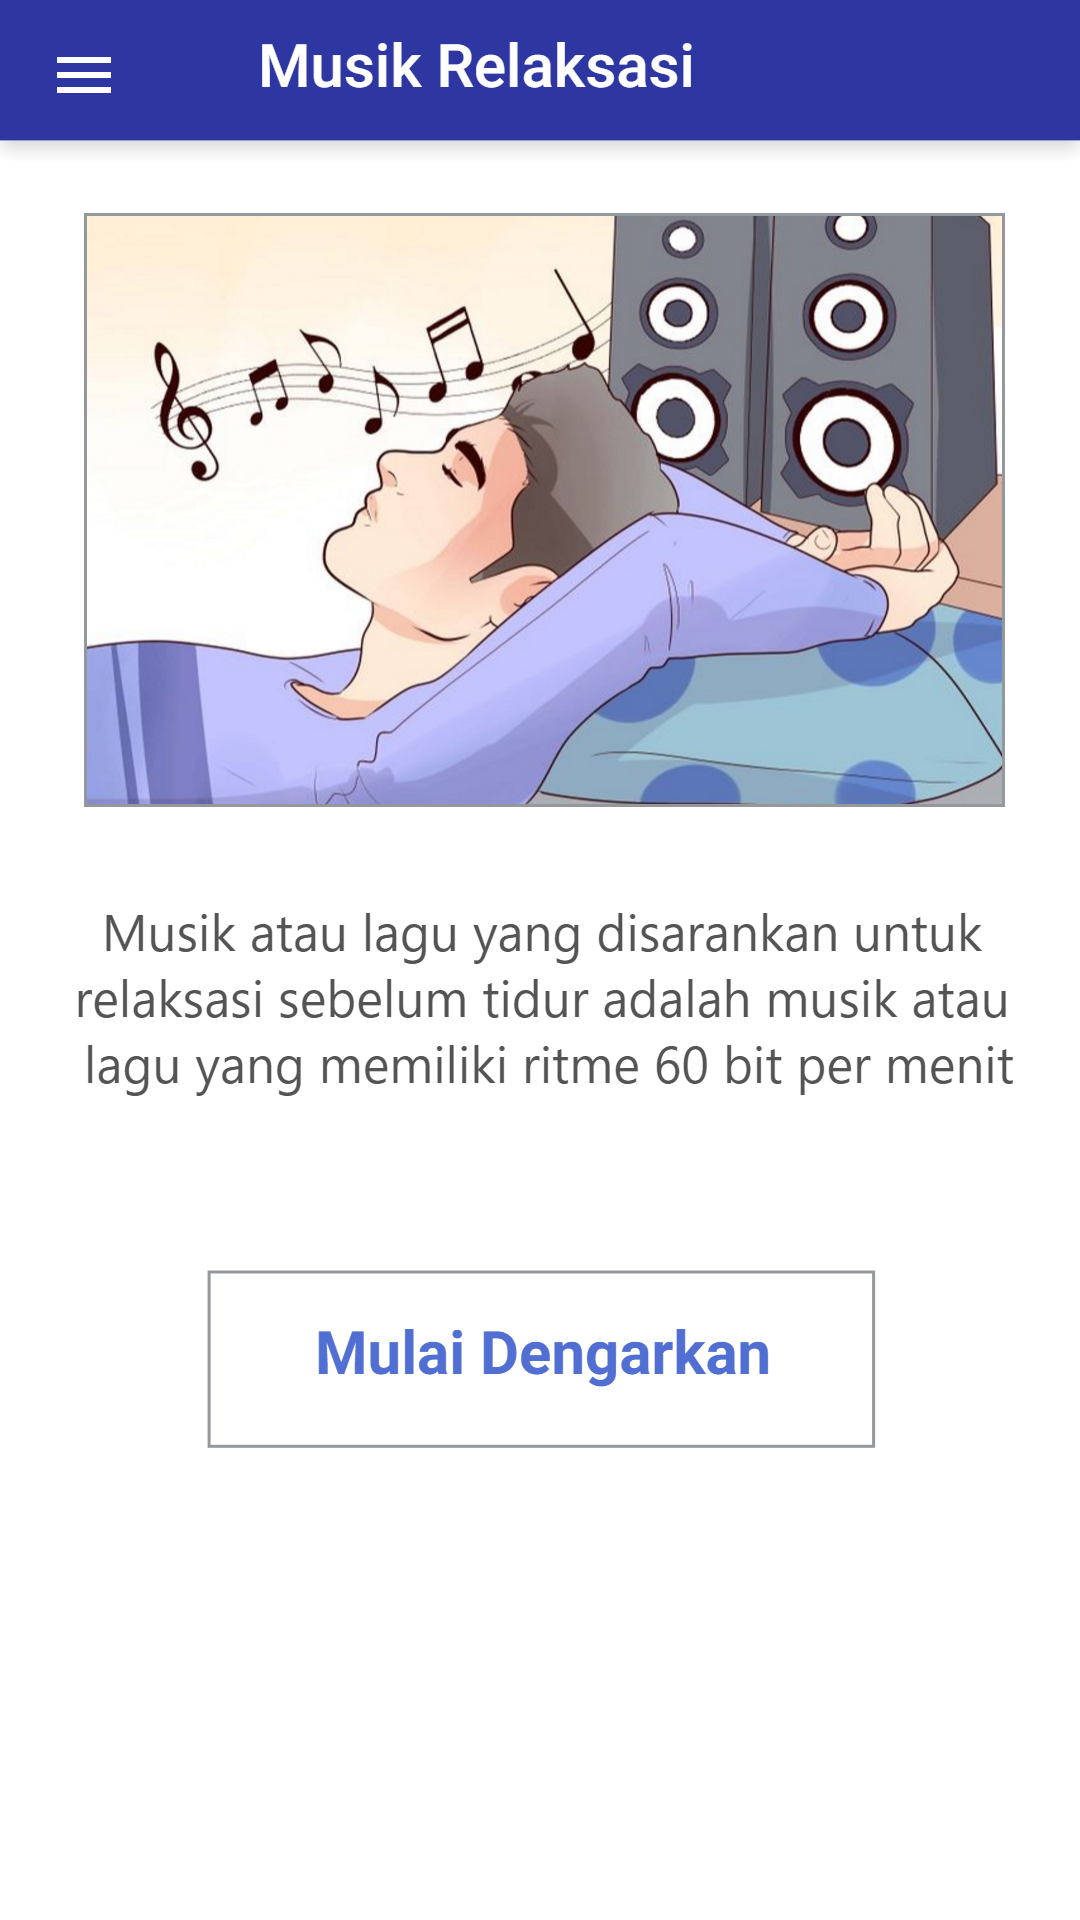 Musik Relaksasi
Musik atau lagu yang disarankan untuk
relaksasi sebelum tidur adalah musik atau
lagu yang memiliki ritme 60 bit per menit
Mulai Dengarkan